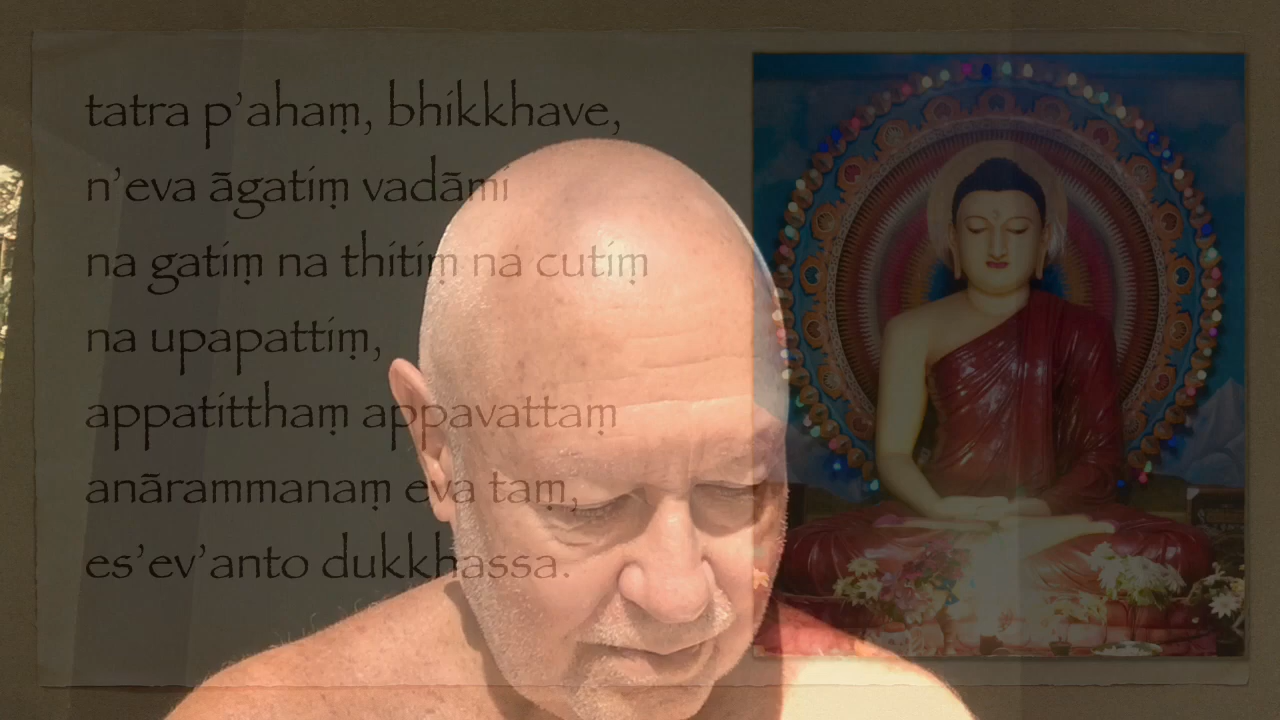 tatra p’ahaṃ, bhikkhave,
n’eva āgatiṃ vadāmi
na gatiṃ na thitiṃ na cutiṃ
na upapattiṃ,
appatitthaṃ appavattaṃ
anārammanaṃ eva taṃ,
es’ev’anto dukkhassa.